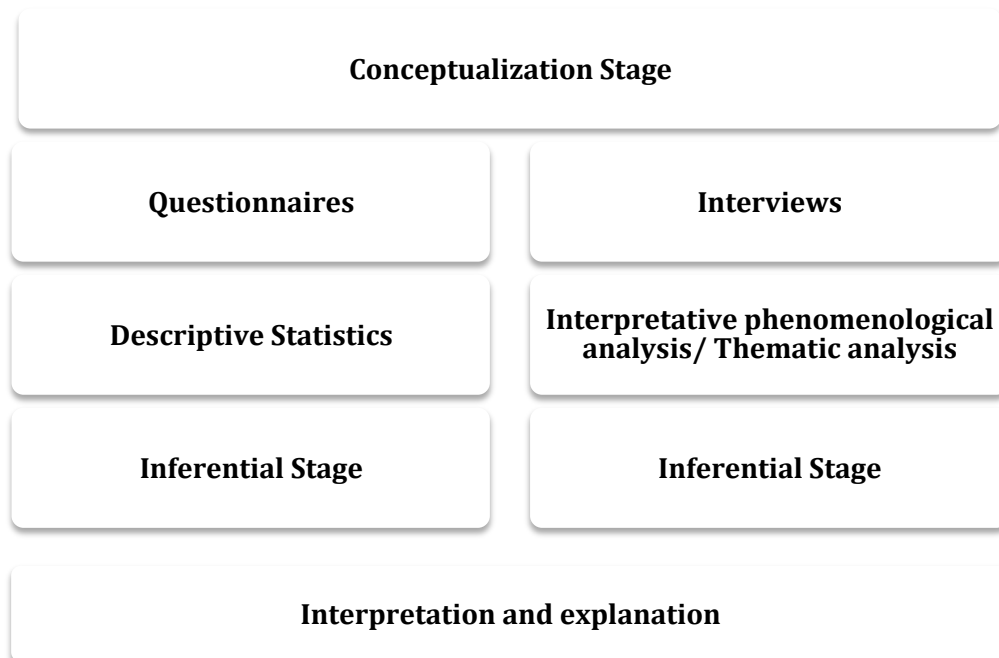 Conceptualization Stage
Questionnaires
Interviews
Descriptive Statistics
Interpretative phenomenological
analysis/ Thematic analysis
Inferential Stage
Inferential Stage
Interpretation and explanation